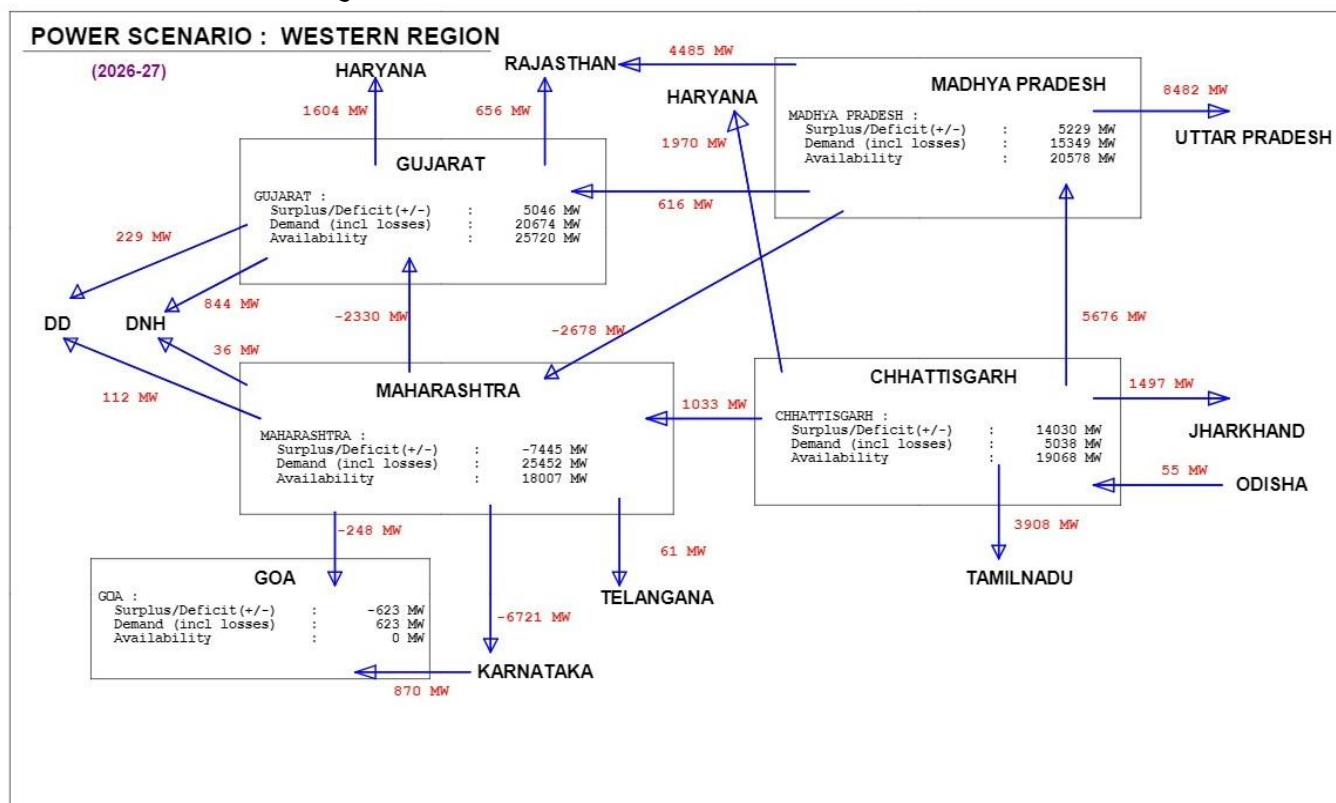 POWER SCENARIO : WESTERN REGION
(2026-27)
HARYANA
RAJASTHAN
4485 MW
HARYANA
MADHYA PRADESH
8482 MW
1604 MW
656 MW
1970 MW
UTTAR PRADESH
MADHYA PRADESH :
Surplus/Deficit(+/-) : 5229 MW
Demand (incl losses) : 15349 MW
Availability : 20578 MW
GUJARAT
GUJARAT :
Surplus/Deficit(+/-) : 5046 MW
Demand (incl losses) : 20674 MW
Availability : 25720 MW
616 MW
229 MW
844 MW
-2330 MW
-2678 MW
5676 MW
DD
DNH
36 MW
112 MW
MAHARASHTRA
MAHARASHTRA :
Surplus/Deficit(+/-) : -7445 MW
Demand (incl losses) : 25452 MW
Availability : 18007 MW
1033 MW
CHHATTISGARH
1497 MW
CHHATTISGARH :
Surplus/Deficit(+/-) : 14030 MW
Demand (incl losses) : 5038 MW
Availability : 19068 MW
JHARKHAND
55 MW
ODISHA
-248 MW
61 MW
3908 MW
GOA
GOA :
Surplus/Deficit(+/-) : -623 MW
Demand (incl losses) : 623 MW
Availability : 0 MW
TELANGANA
TAMILNADU
-6721 MW
KARNATAKA
870 MW